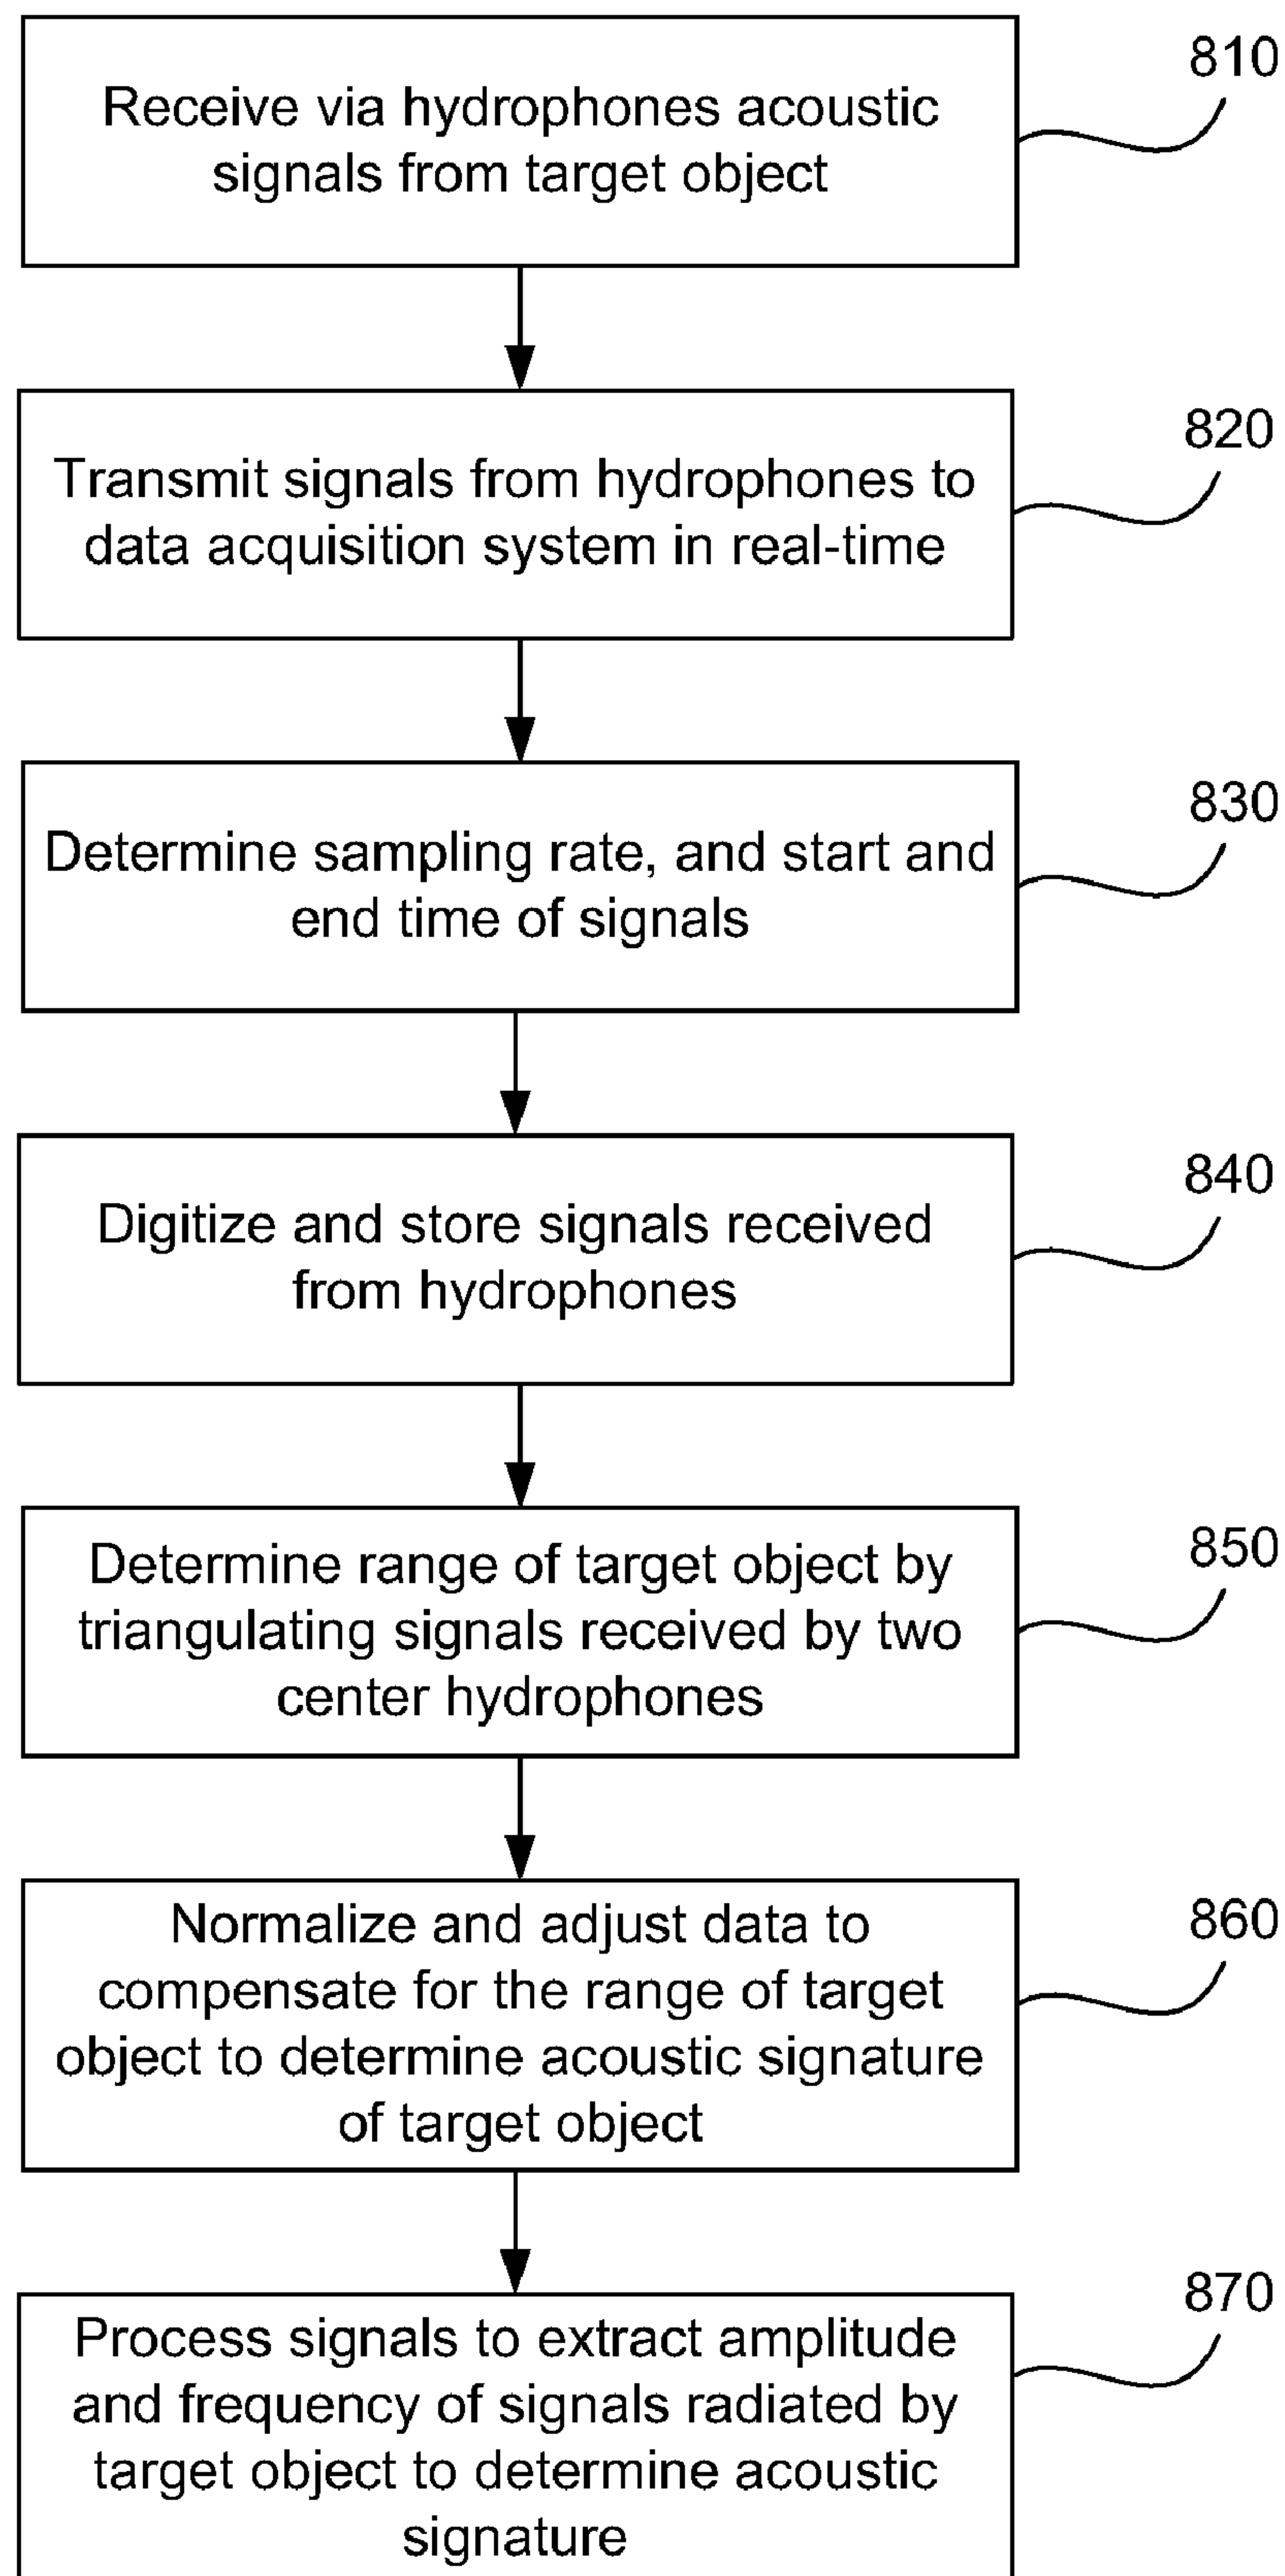 Receive via hydrophones acoustic
signals from target object
810
Transmit signals from hydrophones to
data acquisition system in real-time
820
Determine sampling rate, and start and
end time of signals
830
Digitize and store signals received
from hydrophones
840
Determine range of target object by
triangulating signals received by two
center hydrophones
850
Normalize and adjust data to
compensate for the range of target
object to determine acoustic signature
of target object
860
Process signals to extract amplitude
and frequency of signals radiated by
target object to determine acoustic
signature
870